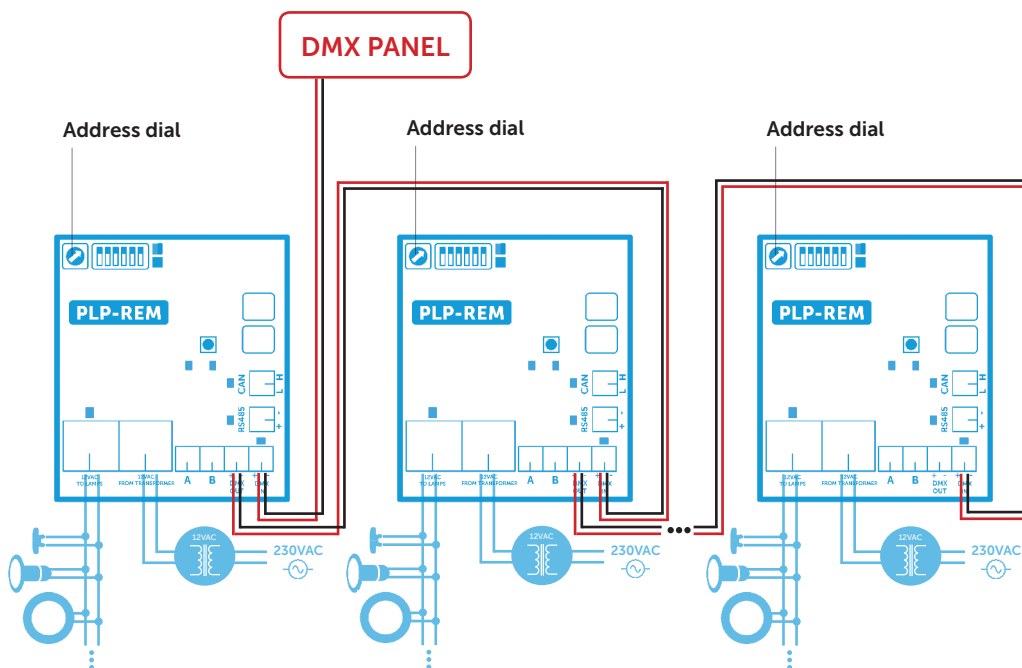 DMX PANEL
Address dial
Address dial
Address dial
PLP-REM
CAN
H
L
RS485
-
+
12VAC
TO LAMPS
12VAC
FROM TRANSFORMER
A
B
+ -
DMX
OUT
+ -
DMX
IN
12VAC
230VAC
PLP-REM
CAN
H
L
RS485
-
+
12VAC
TO LAMPS
12VAC
FROM TRANSFORMER
A
B
+ -
DMX
OUT
+ -
DMX
IN
12VAC
230VAC
PLP-REM
CAN
H
L
RS485
-
+
12VAC
TO LAMPS
12VAC
FROM TRANSFORMER
A
B
+ -
DMX
OUT
+ -
DMX
IN
12VAC
230VAC